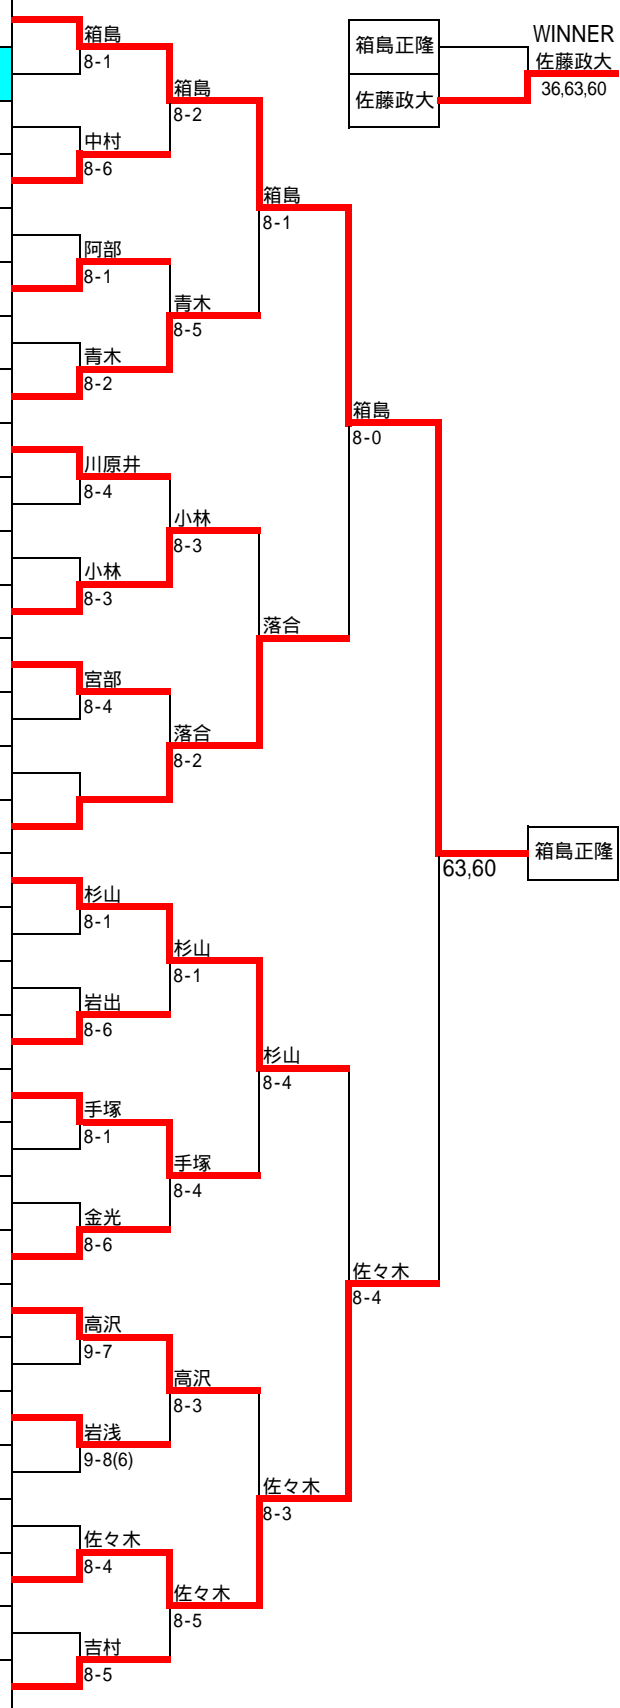 箱島
8-1
中村
8-6
阿部
8-1
青木
8-2
川原井
8-4
小林
8-3
宮部
8-4
杉山
8-1
岩出
8-6
手塚
8-1
金光
8-6
高沢
9-7
岩浅
9-8(6)
佐々木
8-4
吉村
8-5
箱島
8-2
青木
8-5
小林
8-3
落合
8-2
杉山
8-1
手塚
8-4
高沢
8-3
佐々木
8-5
箱島
8-1
落合
杉山
8-4
佐々木
8-3
箱島
8-0
佐々木
8-4
63,60
箱島正隆
箱島正隆
佐藤政大
WINNER
佐藤政大
36,63,60